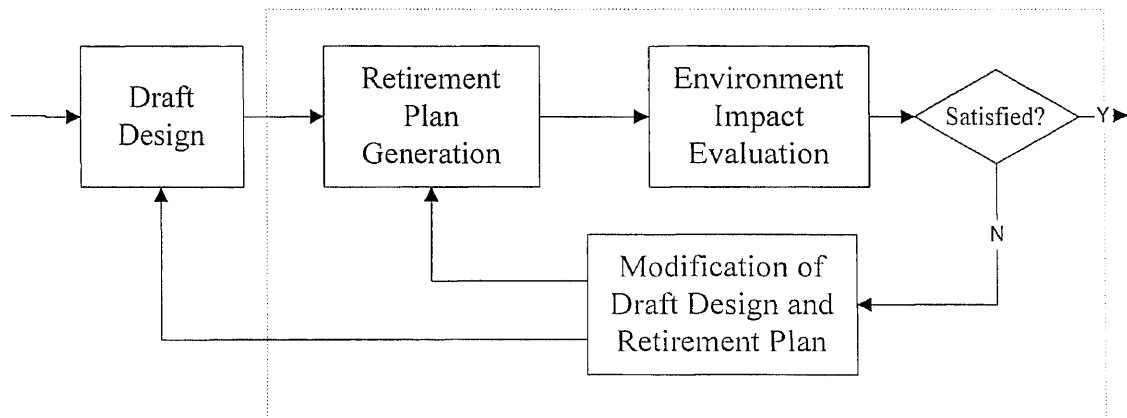 Draft
Design
Retirement
Plan
Generation
Environment
Impact
Evaluation
Satisfied?
Y
N
Modification of
Draft Design and
Retirement Plan